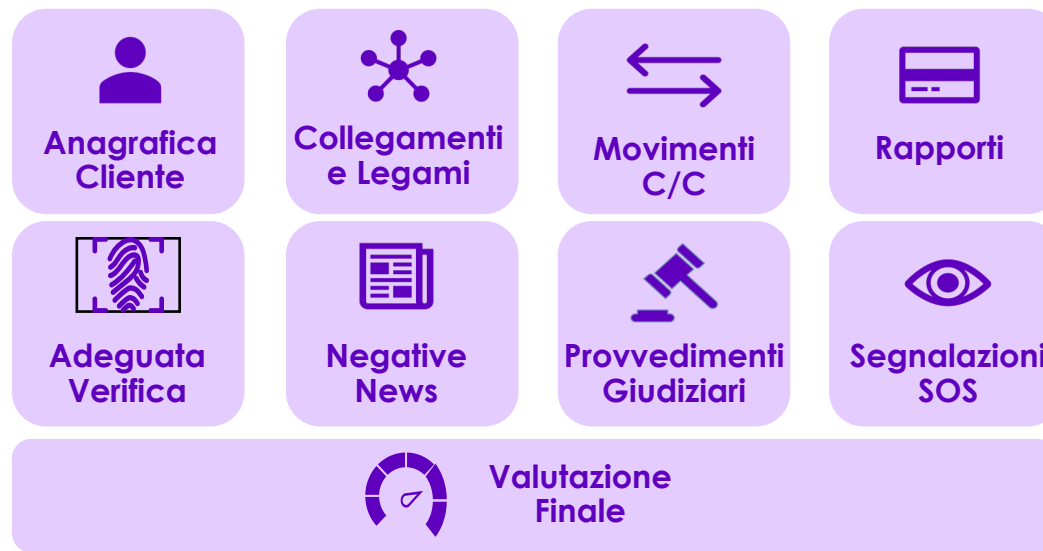 Anagrafica
Cliente
Collegamenti
e Legami
Movimenti
C/C
Rapporti
Adeguata
Verifica
Negative
News
Provvedimenti
Giudiziari
Segnalazioni
SOS
Valutazione
Finale